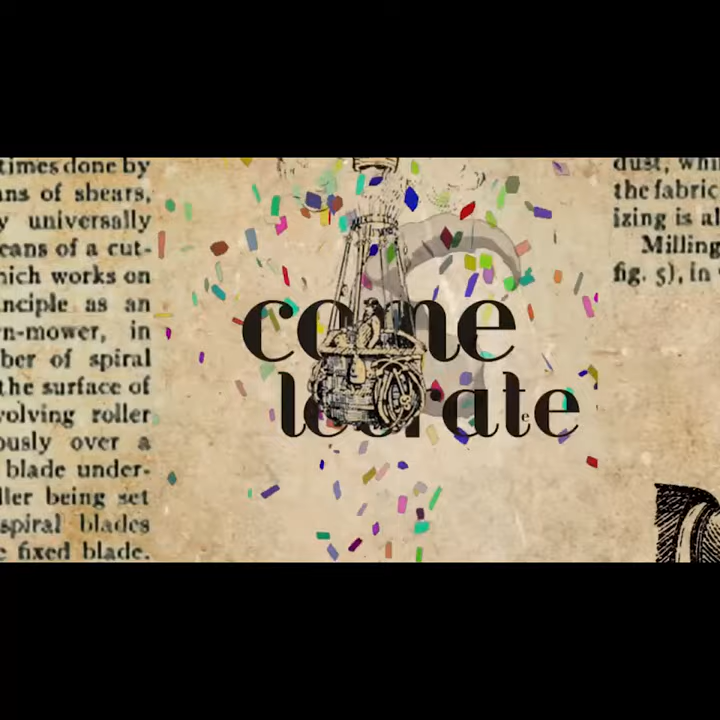 times done by
ans of shears,
y universally
eans of a cut-
hich works on
nciple as an
rn-mower, in
ber of spiral
the surface of
volving roller
ously over a
blade under-
ller being set
spiral blades
e fixed blade.
come
dust, whi
the fabric
izing is al
Milling
fig. 5), in